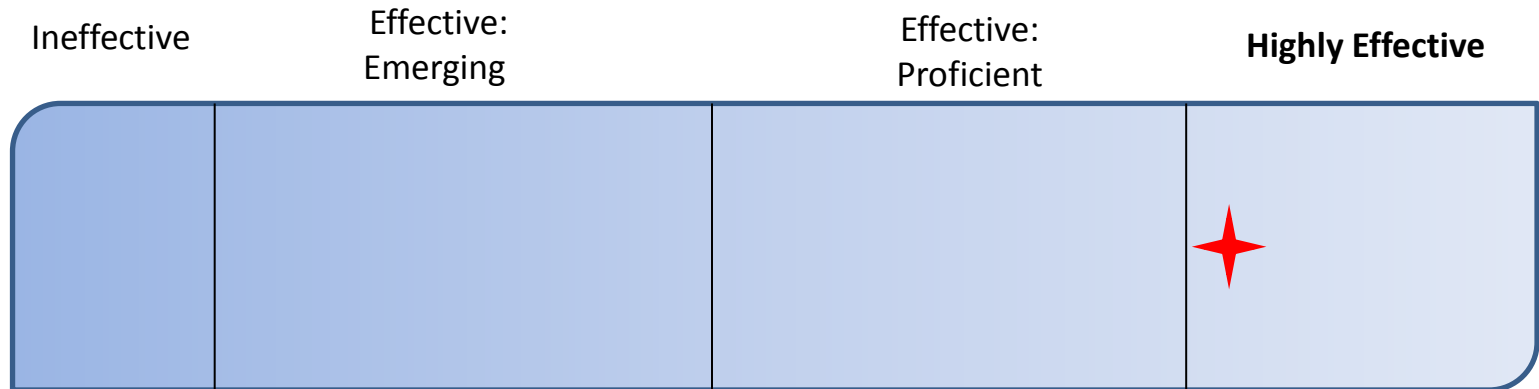 Ineffective
Effective:
Emerging
Effective:
Proficient
Highly Effective